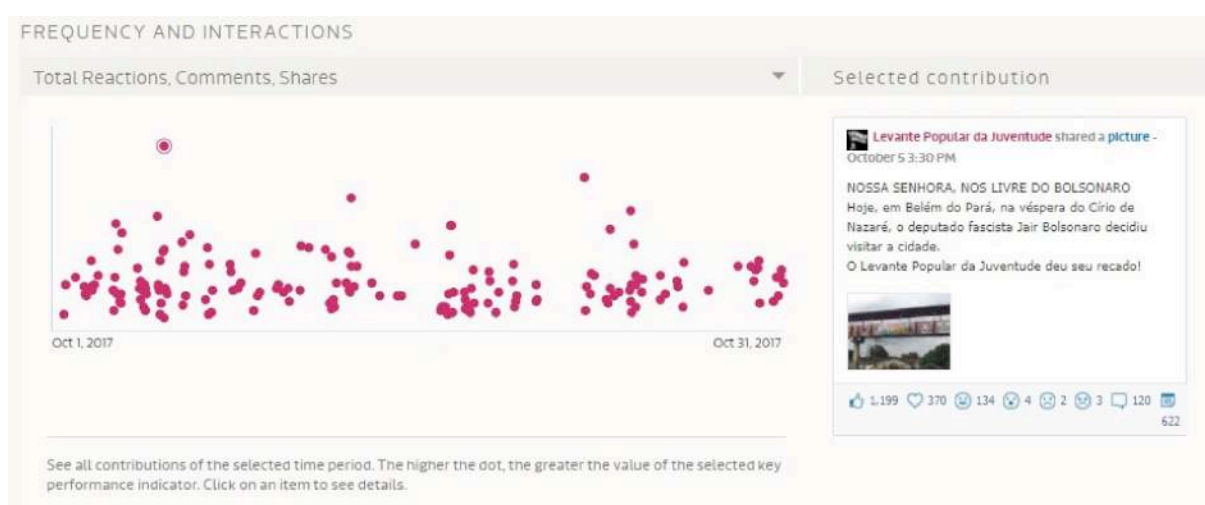 FREQUENCY AND INTERACTIONS
Total Reactions, Comments, Shares
Oct 1, 2017
Oct 31, 2017
See all contributions of the selected time period. The higher the dot, the greater the value of the selected key
performance indicator. Click on an item to see details.
Selected contribution
Levante Popular da Juventude shared a picture -
October 5 3:30 PM
NOSSA SENHORA, NOS LIVRE DO BOLSONARO
Hoje, em Belém do Pará, na véspera do Círio de
Nazaré, o deputado fascista Jair Bolsonaro decidiu
visitar a cidade.
O Levante Popular da Juventude deu seu recado!
1,199 370 134 4 2 3 120
622